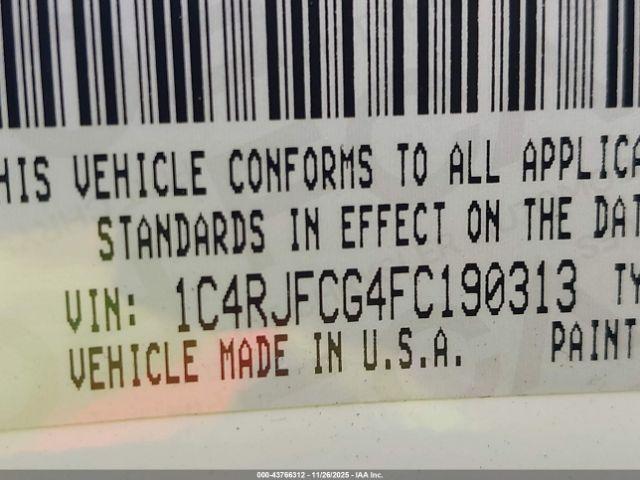 HIS VEHICLE CONFORMS TO ALL APPLICA
STANDARDS IN EFFECT ON THE DAT
VIN: 1C4RJFCG4FC190313 TY
VEHICLE MADE IN U.S.A. PAINT
000-43766312 - 11/26/2025 - IAA Inc.